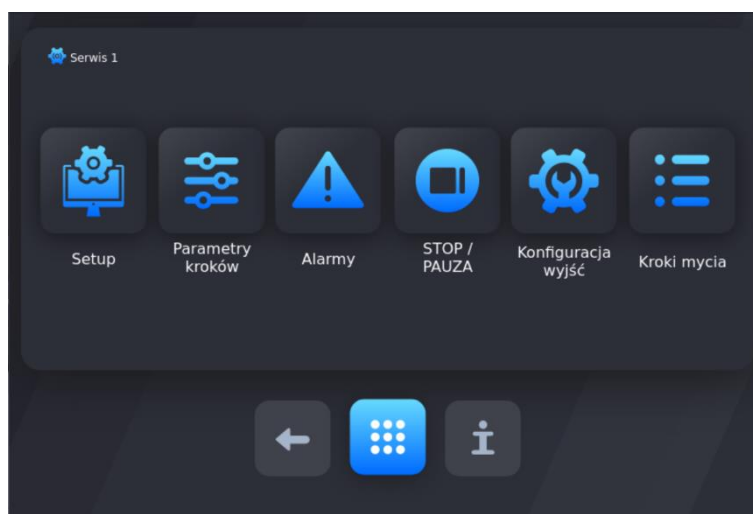 Serwis 1
Setup
Parametry
kroków
Alarmy
STOP /
PAUZA
Konfiguracja
wyjść
Kroki mycia